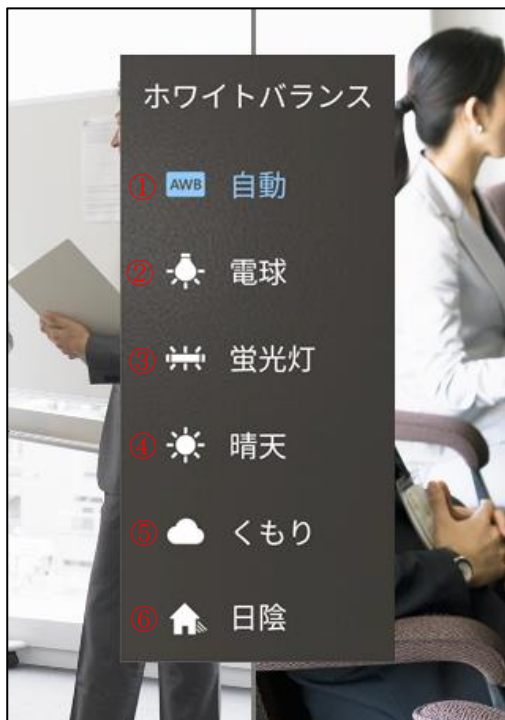 ホワイトバランス
① AWB 自動
② 電球
③ 蛍光灯
④ 晴天
⑤ くもり
⑥ 日陰